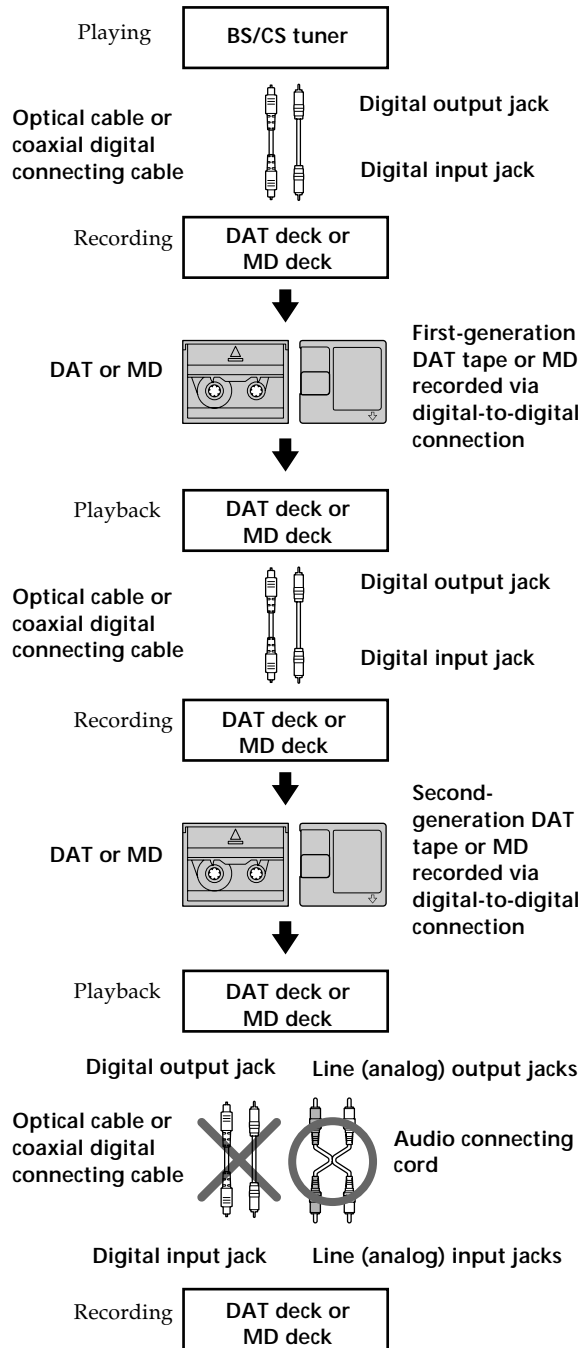 Playing
BS/CS tuner
Optical cable or
coaxial digital
connecting cable
Digital output jack
Digital input jack
Recording
DAT deck or
MD deck
DAT or MD
First-generation
DAT tape or MD
recorded via
digital-to-digital
connection
Playback
DAT deck or
MD deck
Optical cable or
coaxial digital
connecting cable
Digital output jack
Digital input jack
Recording
DAT deck or
MD deck
DAT or MD
Second-
generation DAT
tape or MD
recorded via
digital-to-digital
connection
Playback
DAT deck or
MD deck
Digital output jack
Line (analog) output jacks
Optical cable or
coaxial digital
connecting cable
Audio connecting
cord
Digital input jack
Line (analog) input jacks
Recording
DAT deck or
MD deck